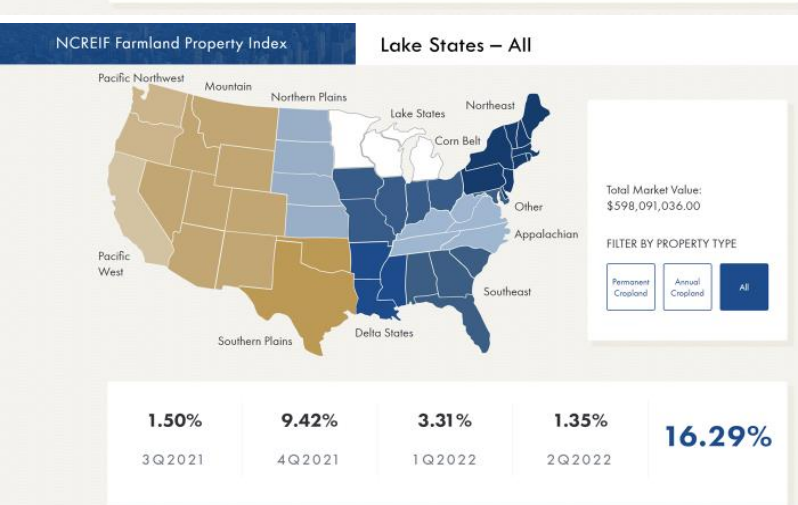 NCREIF Farmland Property Index
Lake States – All
Pacific Northwest
Mountain
Northern Plains
Lake States
Northeast
Corn Belt
Other
Appalachian
Pacific
West
Southeast
Delta States
Southern Plains
Total Market Value:
$598,091,036.00
FILTER BY PROPERTY TYPE
Permanent
Cropland
Annual
Cropland
All
1.50%
9.42%
3.31%
1.35%
16.29%
3Q2021
4Q2021
1Q2022
2Q2022